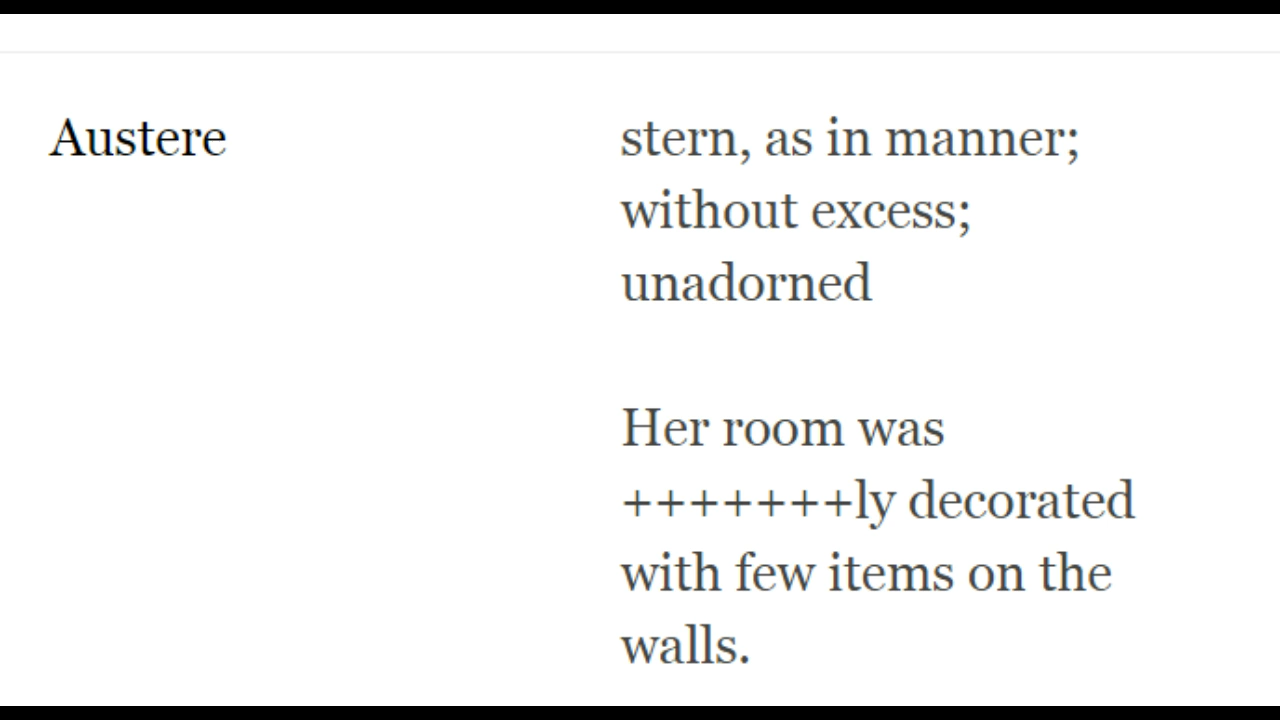 Austere
stern, as in manner;
without excess;
unadorned
Her room was
+++++++ly decorated
with few items on the
walls.